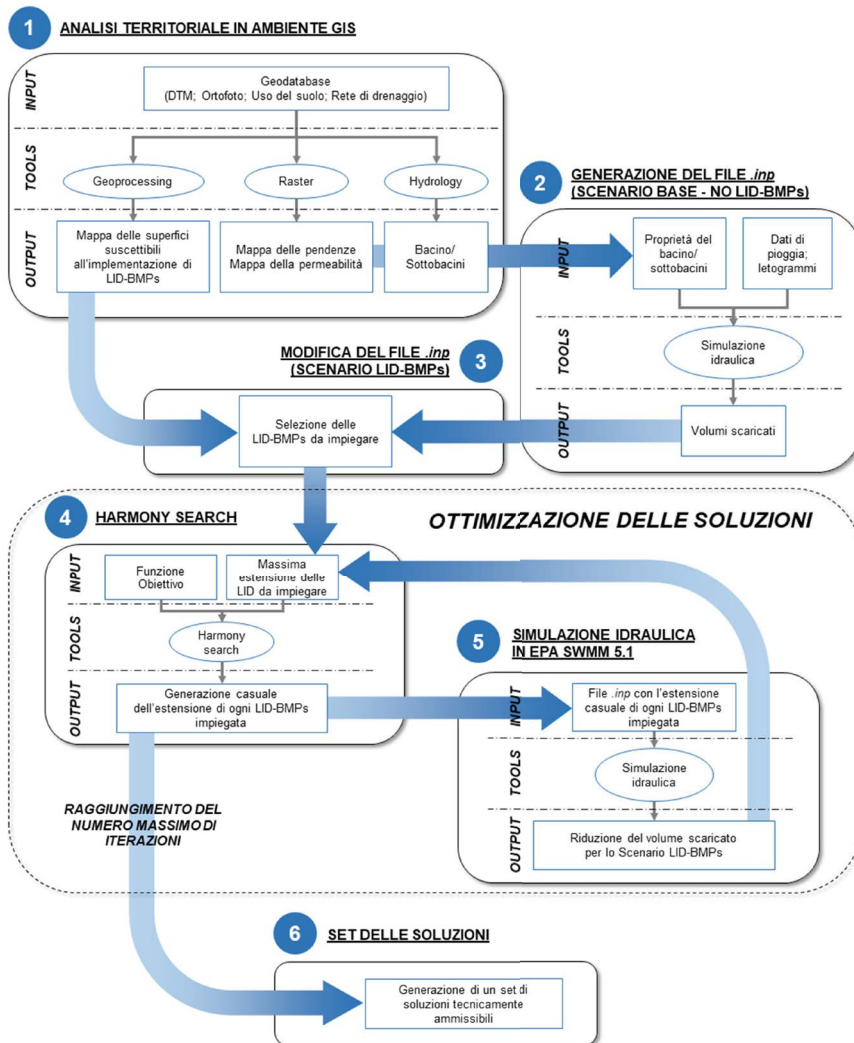 1
ANALISI TERRITORIALE IN AMBIENTE GIS
INPUT
Geodatabase
(DTM; Ortofoto; Uso del suolo; Rete di drenaggio)
TOOLS
Geoprocessing
Raster
Hydrology
OUTPUT
Mappa delle superfici
suscettibili
all'implementazione di
LID-BMPs
Mappa delle pendenze
Mappa della permeabilità
Bacino/
Sottobacini
2
GENERAZIONE DEL FILE .inp
(SCENARIO BASE - NO LID-BMPs)
INPUT
Proprietà del
bacino/
sottobacini
Dati di
pioggia;
Ietogrammi
TOOLS
Simulazione
idraulica
OUTPUT
Volumi scaricati
MODIFICA DEL FILE .inp
(SCENARIO LID-BMPs)
3
Selezione delle
LID-BMPs da impiegare
OTTIMIZZAZIONE DELLE SOLUZIONI
4
HARMONY SEARCH
INPUT
Funzione
Obiettivo
Massima
estensione delle
LID da impiegare
TOOLS
Harmony
search
OUTPUT
Generazione casuale
dell'estensione di ogni LID-BMPs
impiegata
5
SIMULAZIONE IDRAULICA
IN EPA SWMM 5.1
INPUT
File .inp con l'estensione
casuale di ogni LID-BMPs
impiegata
TOOLS
Simulazione
idraulica
OUTPUT
Riduzione del volume scaricato
per lo Scenario LID-BMPs
RAGGIUNGIMENTO DEL
NUMERO MASSIMO DI
ITERAZIONI
6
SET DELLE SOLUZIONI
Generazione di un set di
soluzioni tecnicamente
ammissibili